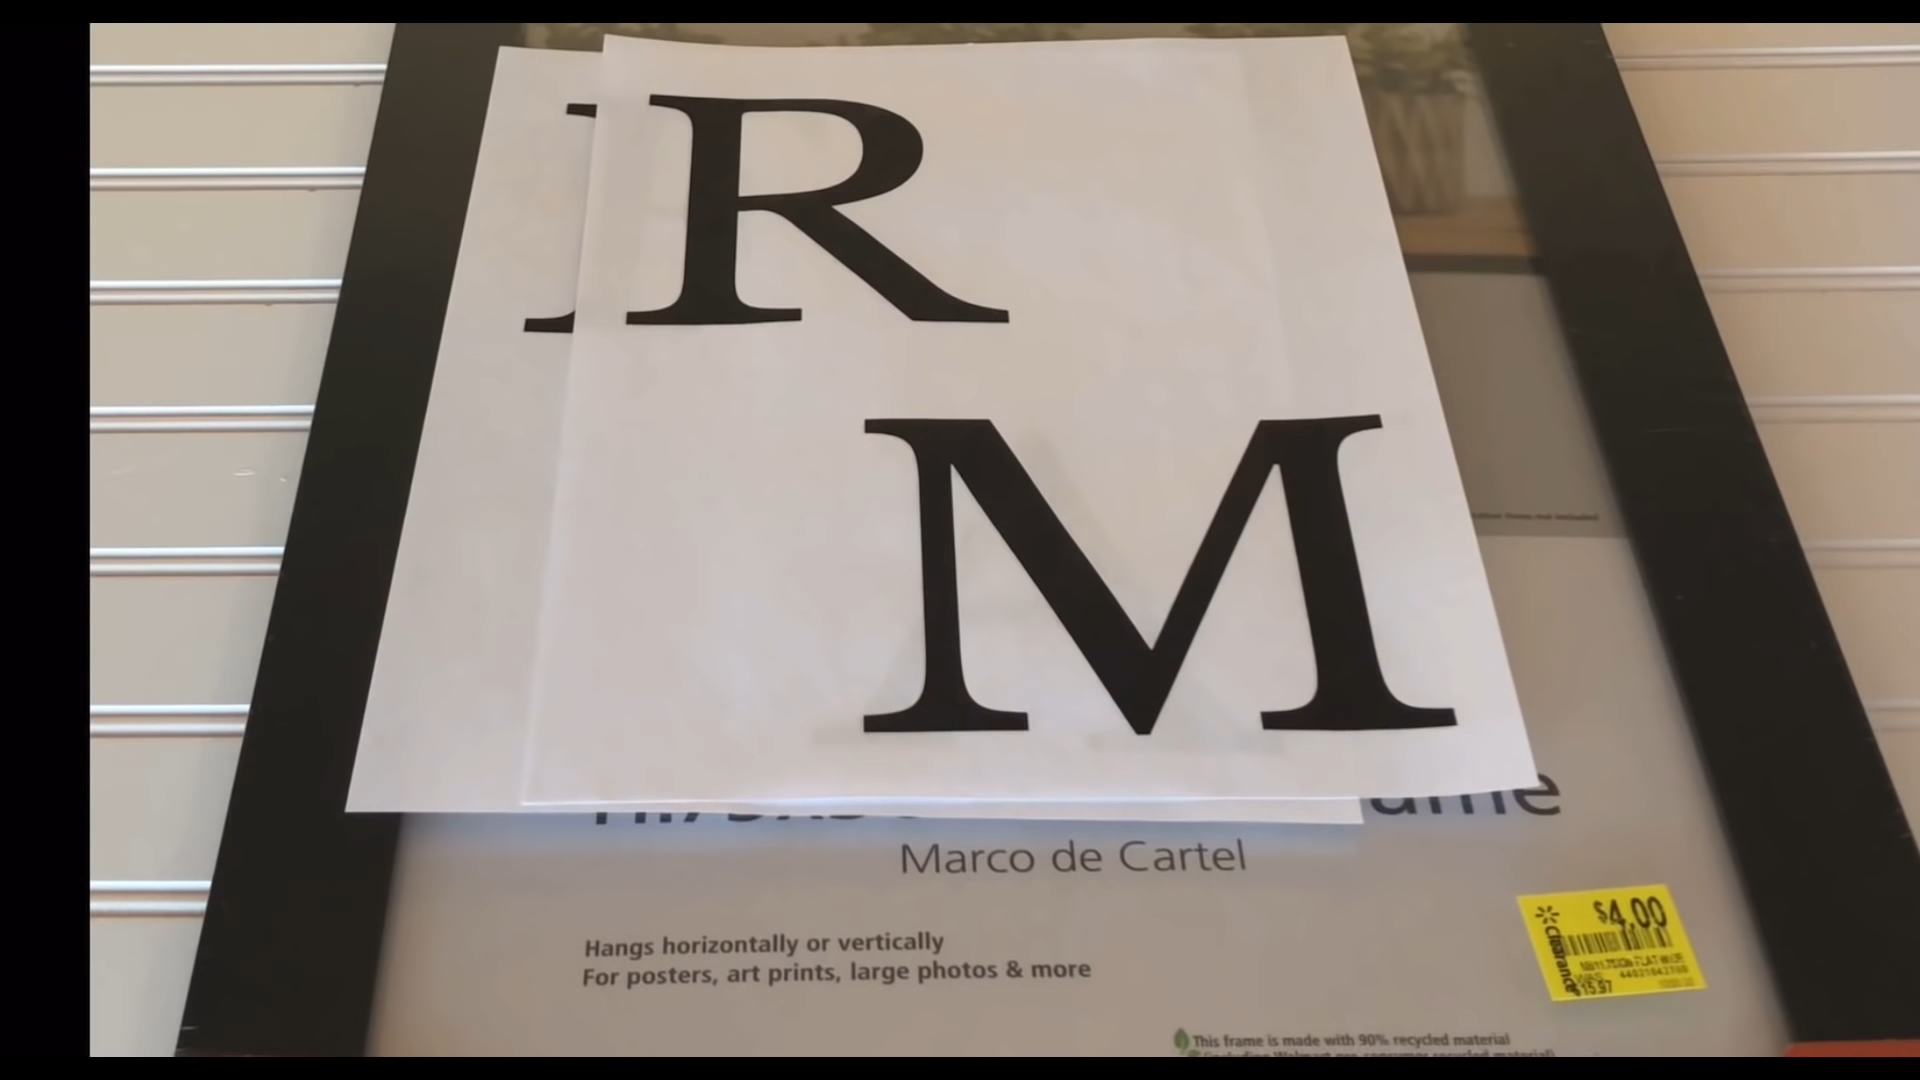 R
M
Marco de Cartel
Hangs horizontally or vertically
For posters, art prints, large photos & more
$4.00
Clearance
15.97
This frame is made with 90% recycled material